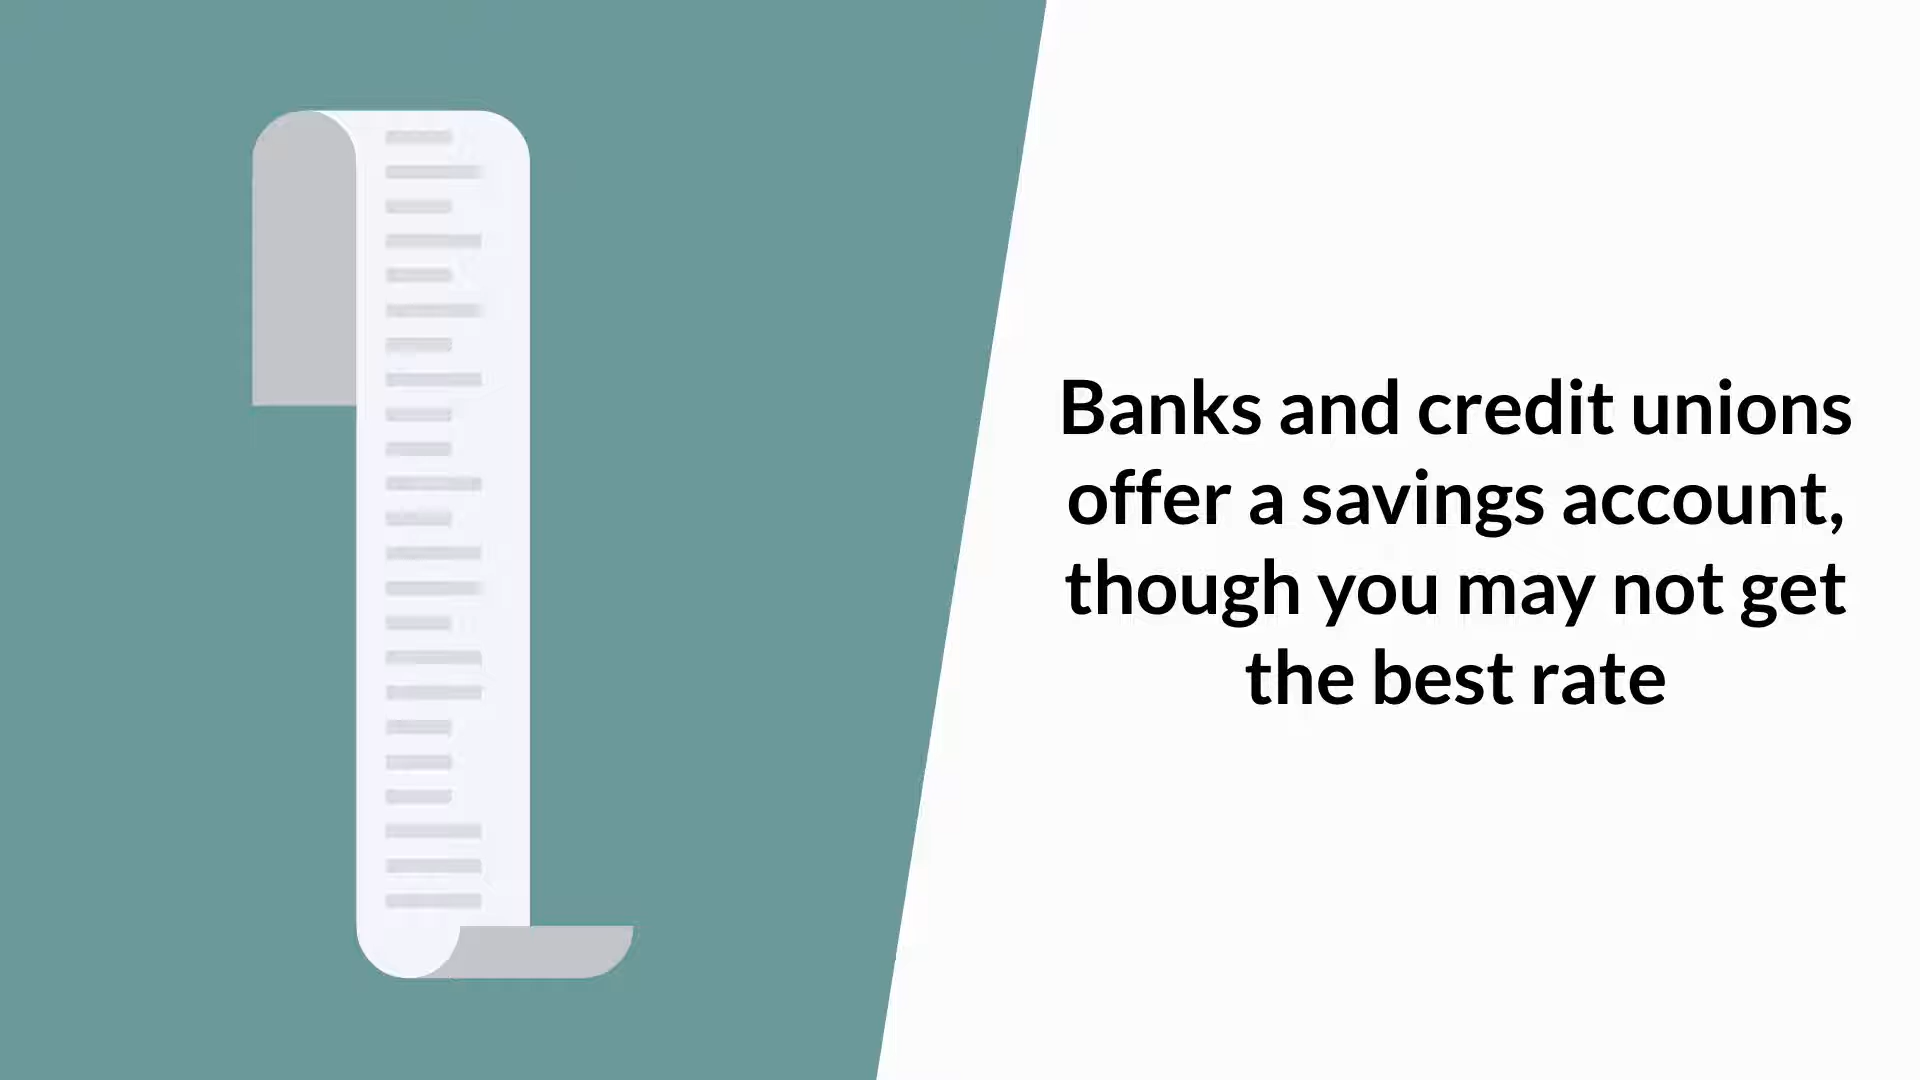 Banks and credit unions
offer a savings account,
though you may not get
the best rate